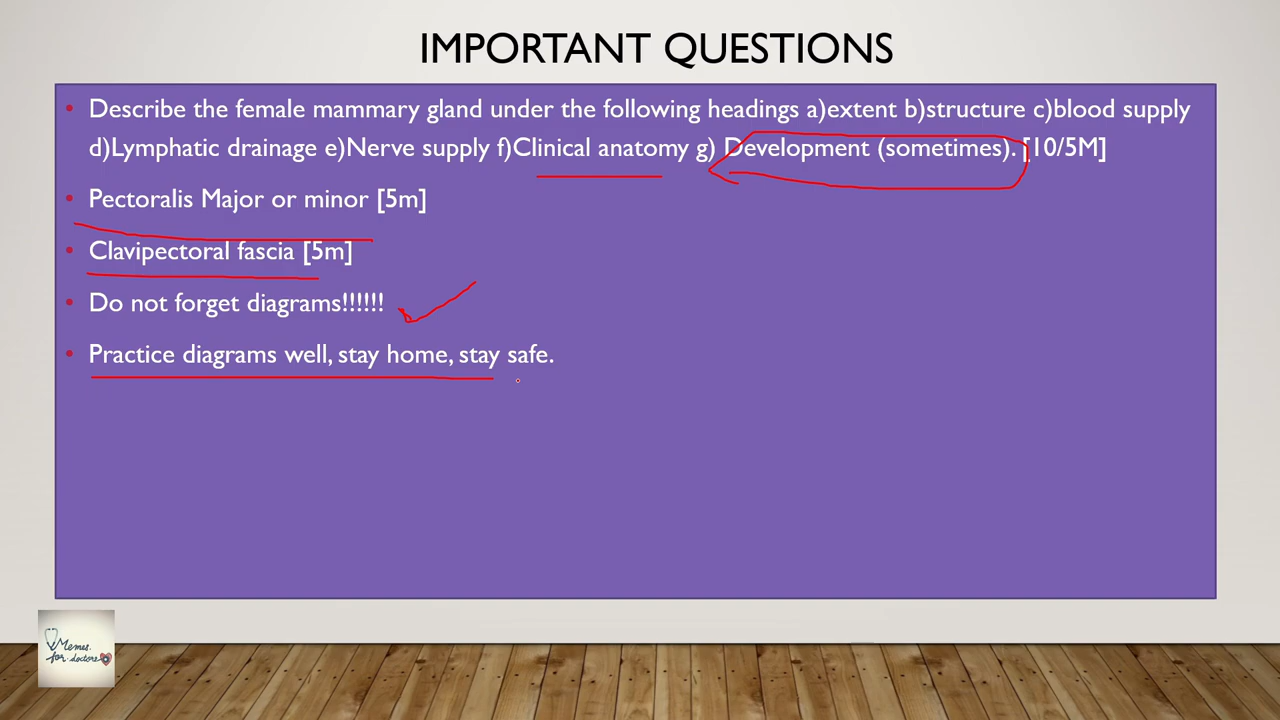 IMPORTANT QUESTIONS
Describe the female mammary gland under the following headings a)extent b)structure c)blood supply
d)Lymphatic drainage e)Nerve supply f)Clinical anatomy g) Development (sometimes). [10/5M]
Pectoralis Major or minor [5m]
Clavipectoral fascia [5m]
Do not forget diagrams!!!!!!
Practice diagrams well, stay home, stay safe.
Memes
for doctors